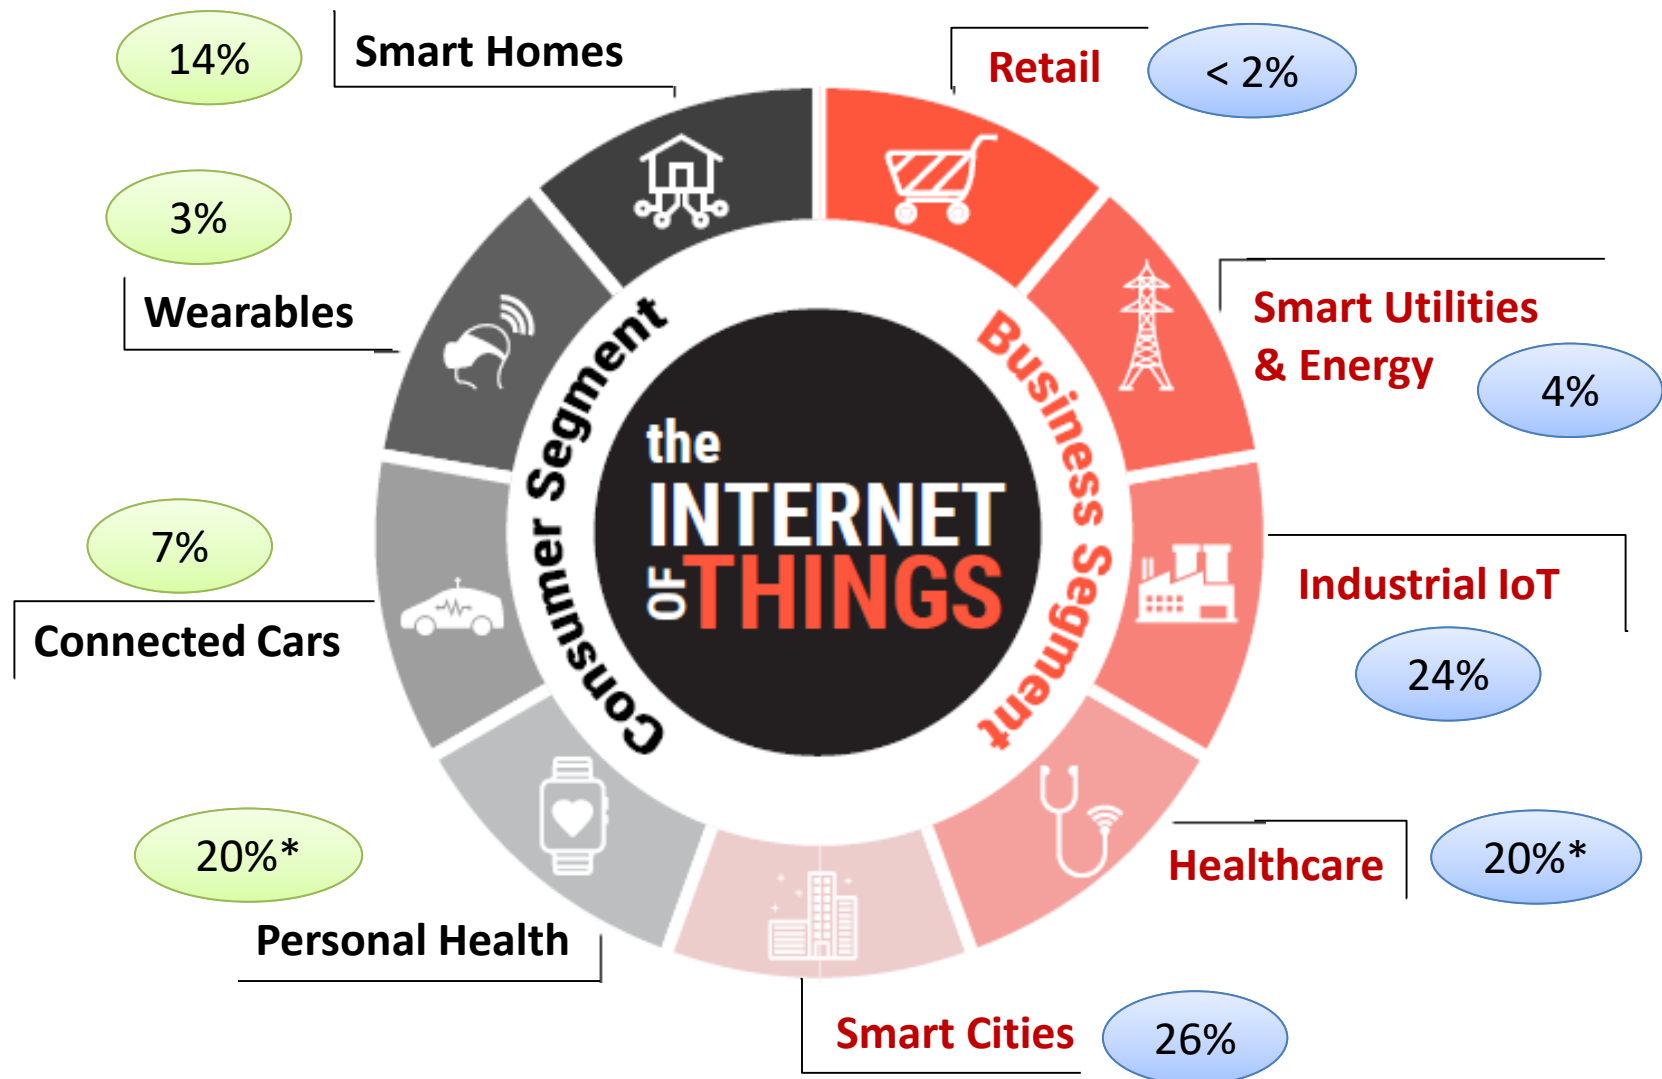 14%
Smart Homes
Retail
< 2%
3%
Wearables
Smart Utilities
& Energy
4%
Consumer Segment
Business Segment
the
INTERNET
OF THINGS
7%
Connected Cars
Industrial IoT
24%
20%*
Personal Health
Healthcare
20%*
Smart Cities
26%